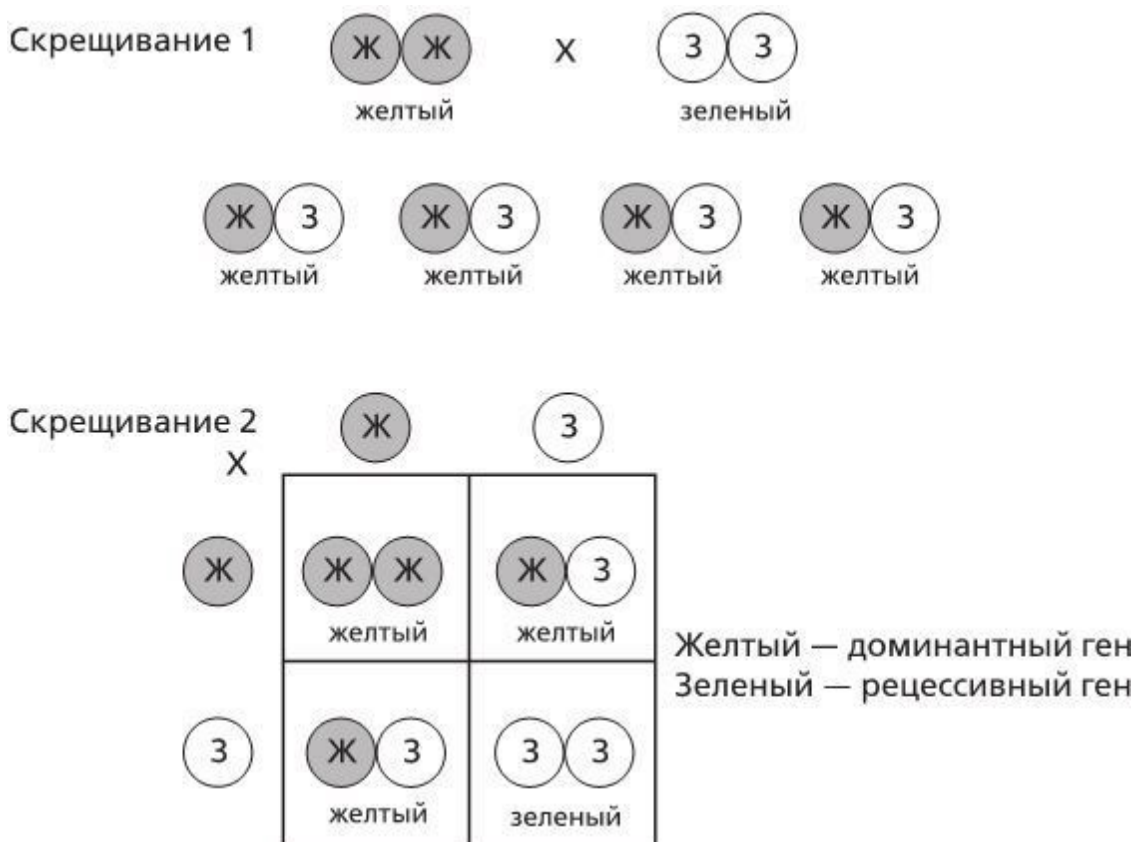 Скрещивание 1
Ж Ж X З З
желтый зеленый
Ж З Ж З Ж З Ж З
желтый желтый желтый желтый
Скрещивание 2
X
Ж З
Ж Ж Ж Ж З
желтый желтый
Желтый — доминантный ген
Зеленый — рецессивный ген
З Ж З З З
желтый зеленый